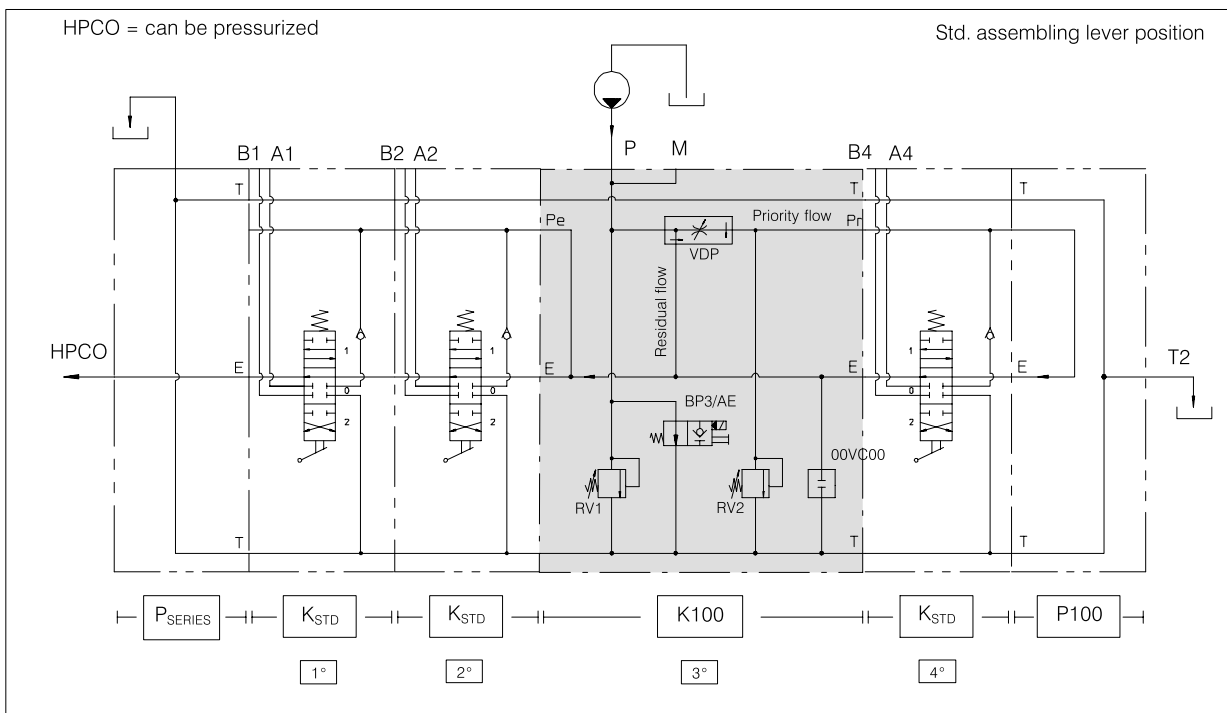 HPCO = can be pressurized
Std. assembling lever position
P M
B1 A1 B2 A2 B4 A4
T T T
Pe Priority flow Pr
VDP
Residual flow
1 1 1
HPCO E E E E T2
0 0 0
BP3/AE
2 2 2
00VC00
RV1 RV2
T T T
PSERIES KSTD KSTD K100 KSTD P100
1° 2° 3° 4°